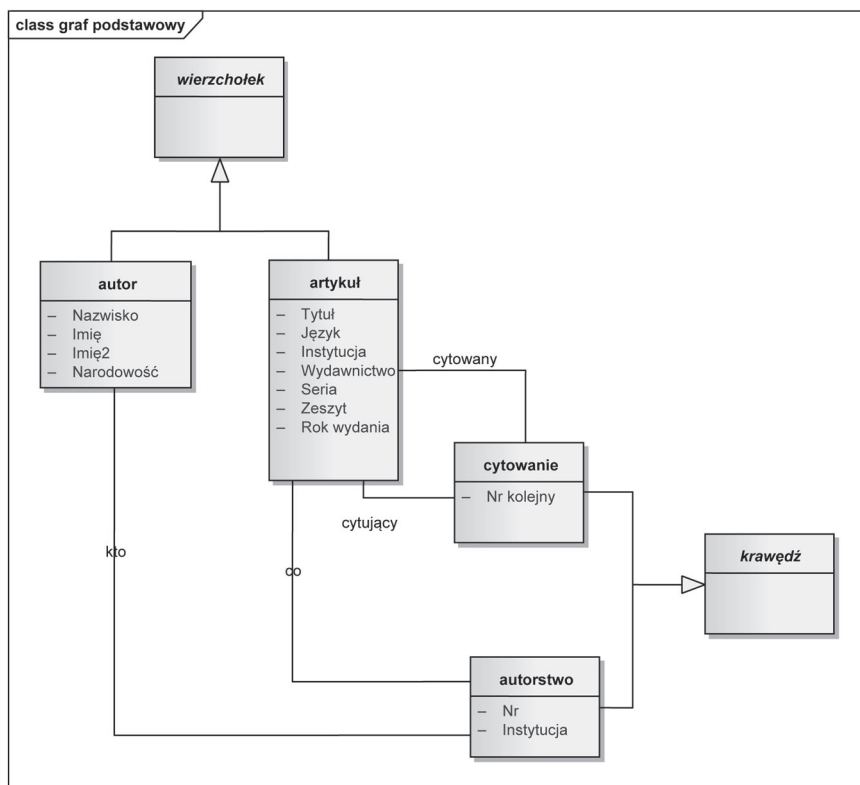 class graf podstawowy
wierzchołek
autor
– Nazwisko
– Imię
– Imię2
– Narodowość
artykuł
– Tytuł
– Język
– Instytucja
– Wydawnictwo
– Seria
– Zeszyt
– Rok wydania
cytowany
cytowanie
– Nr kolejny
cytujący
krawędź
kto
co
autorstwo
– Nr
– Instytucja